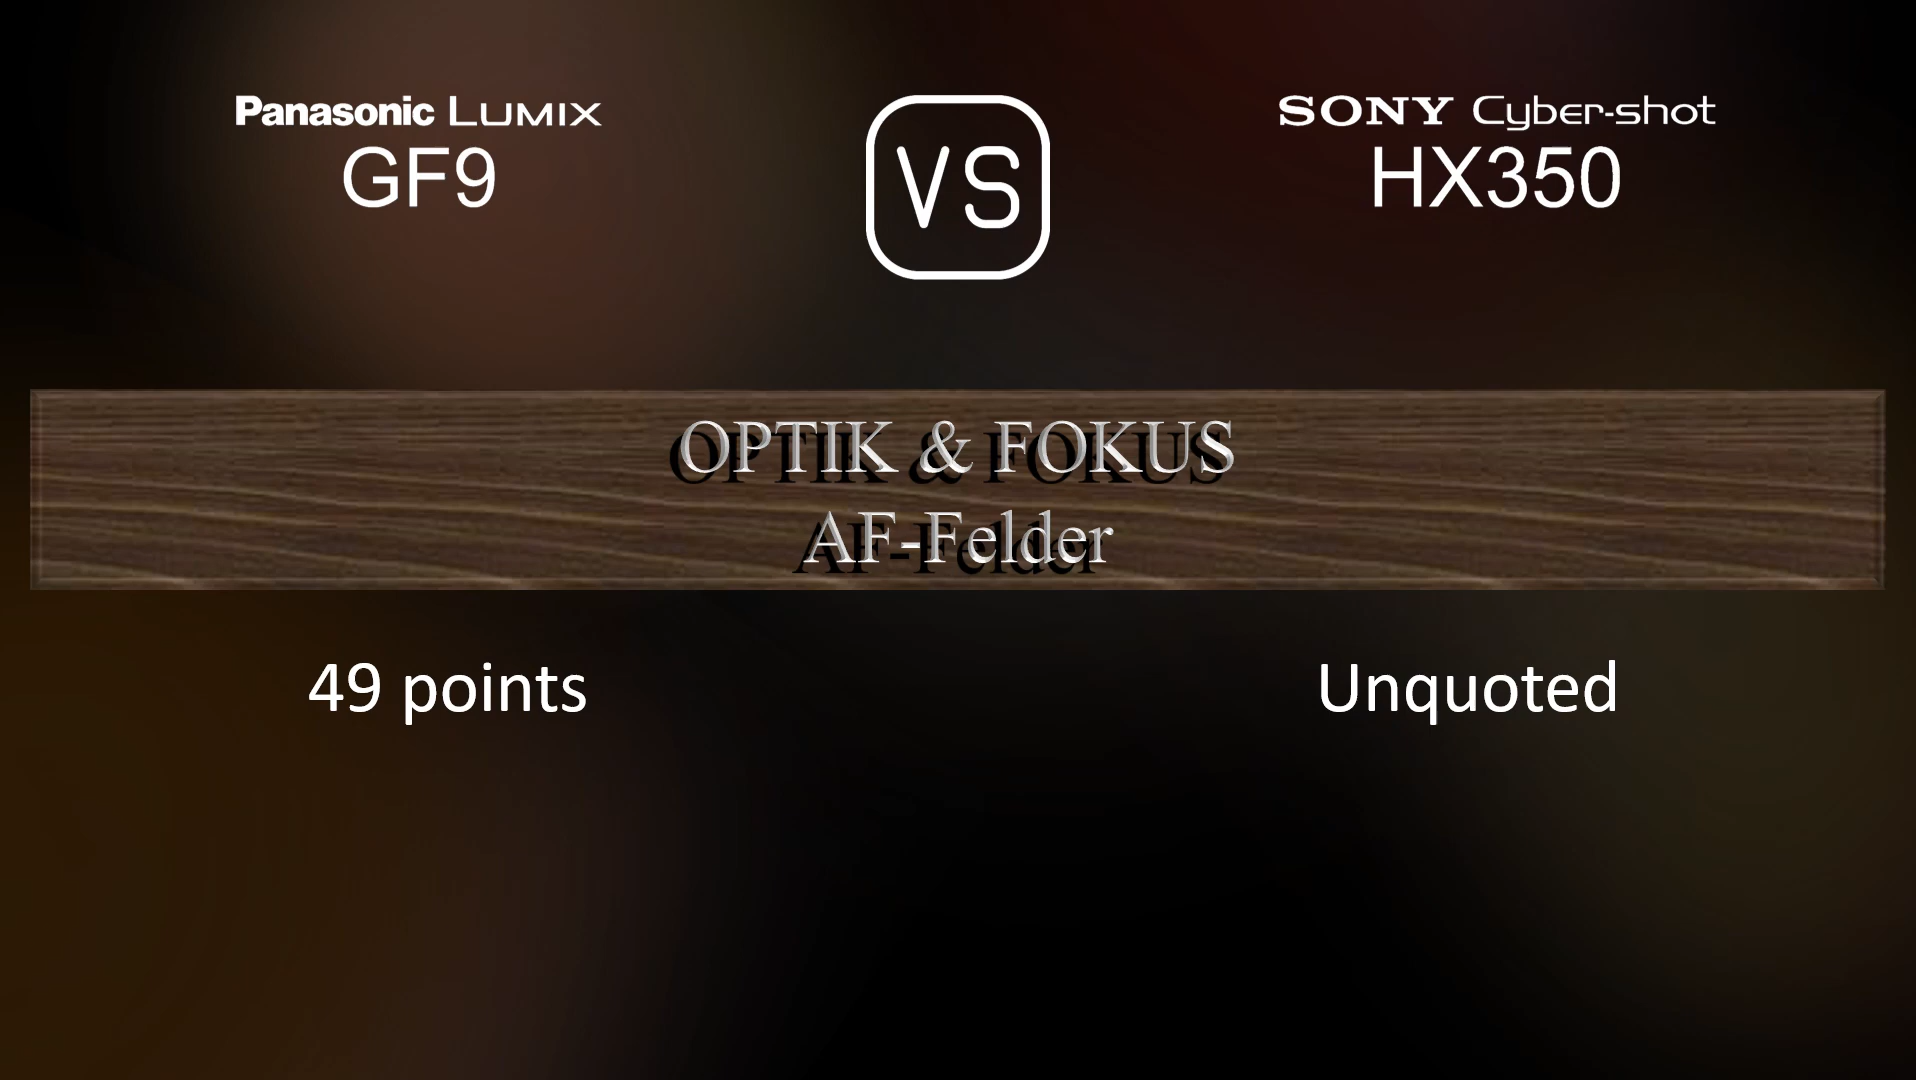 Panasonic LUMIX
GF9
VS
SONY Cyber-shot
HX350
OPTIK & FOKUS
AF-Felder
49 points
Unquoted